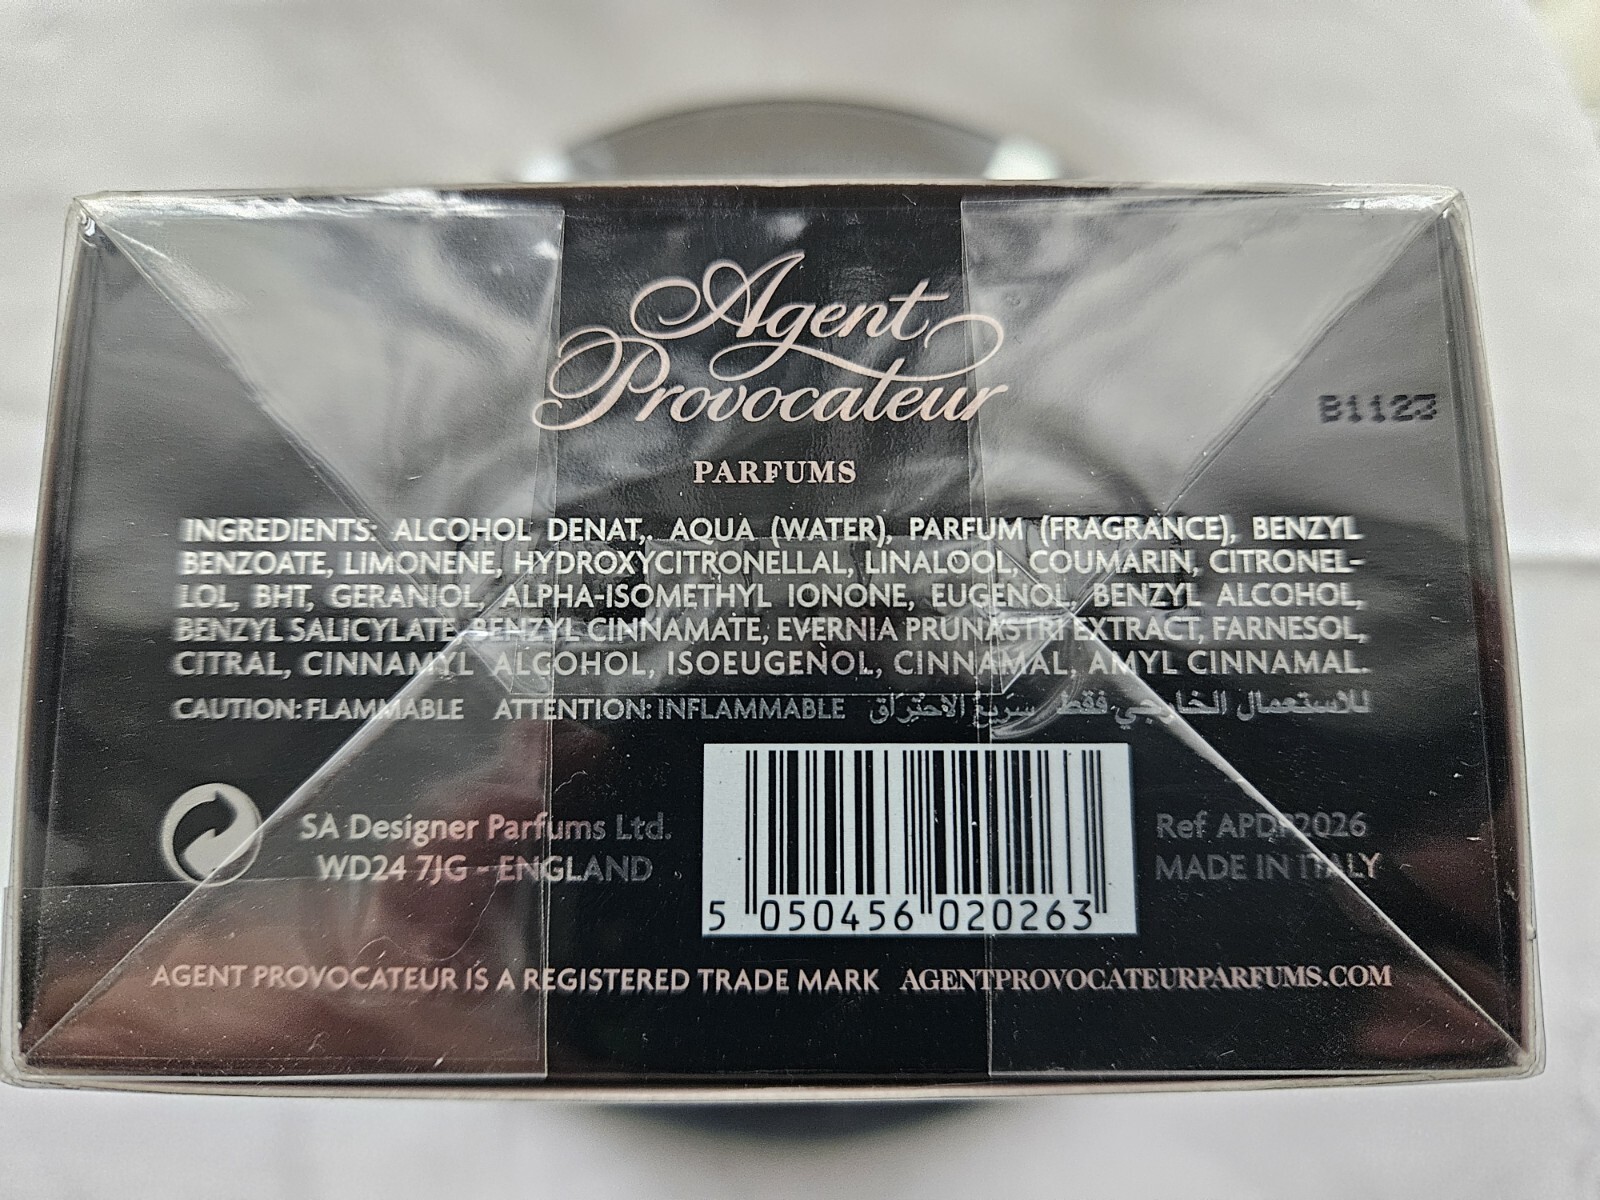 Agent
Provocateur
B1123
PARFUMS
INGREDIENTS: ALCOHOL DENAT,. AQUA (WATER), PARFUM (FRAGRANCE), BENZYL
BENZOATE, LIMONENE, HYDROXYCITRONELLAL, LINALOOL, COUMARIN, CITRONEL-
LOL, BHT, GERANIOL, ALPHA-ISOMETHYL IONONE, EUGENOL, BENZYL ALCOHOL,
BENZYL SALICYLATE, BENZYL CINNAMATE, EVERNIA PRUNASTRI EXTRACT, FARNESOL,
CITRAL, CINNAMYL ALCOHOL, ISOEUGENOL, CINNAMAL, AMYL CINNAMAL.
CAUTION: FLAMMABLE ATTENTION: INFLAMMABLE للاستعمال الخارجي فقط سريع الاحتراق
SA Designer Parfums Ltd.
WD24 7JG - ENGLAND
5 050456 020263
Ref APDP2026
MADE IN ITALY
AGENT PROVOCATEUR IS A REGISTERED TRADE MARK AGENTPROVOCATEURPARFUMS.COM